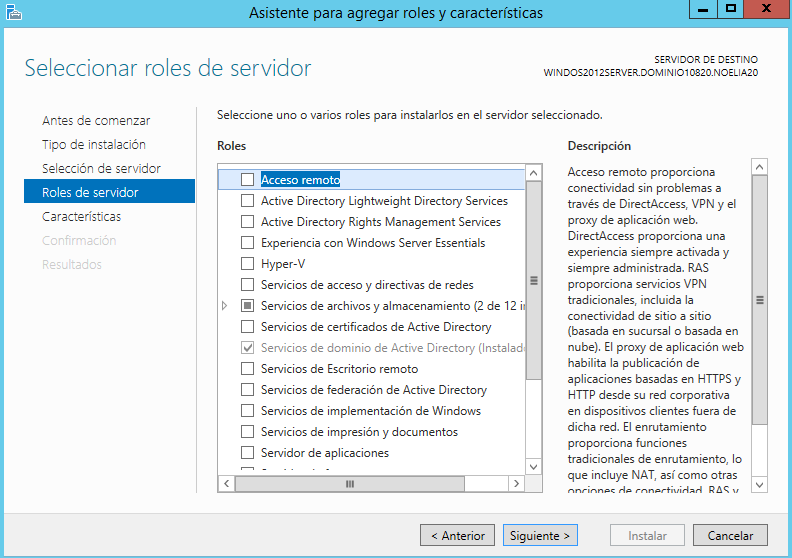 Asistente para agregar roles y características
Seleccionar roles de servidor
SERVIDOR DE DESTINO
WINDOS2012SERVER.DOMINIO10820.NOELIA20
Antes de comenzar
Tipo de instalación
Selección de servidor
Roles de servidor
Características
Confirmación
Resultados
Seleccione uno o varios roles para instalarlos en el servidor seleccionado.
Roles
Acceso remoto
Active Directory Lightweight Directory Services
Active Directory Rights Management Services
Experiencia con Windows Server Essentials
Hyper-V
Servicios de acceso y directivas de redes
Servicios de archivos y almacenamiento (2 de 12 in
Servicios de certificados de Active Directory
Servicios de dominio de Active Directory (Instalad
Servicios de Escritorio remoto
Servicios de federación de Active Directory
Servicios de implementación de Windows
Servicios de impresión y documentos
Servidor de aplicaciones
Descripción
Acceso remoto proporciona
conectividad sin problemas a
través de DirectAccess, VPN y el
proxy de aplicación web.
DirectAccess proporciona una
experiencia siempre activada y
siempre administrada. RAS
proporciona servicios VPN
tradicionales, incluida la
conectividad de sitio a sitio
(basada en sucursal o basada en
nube). El proxy de aplicación web
habilita la publicación de
aplicaciones basadas en HTTPS y
HTTP desde su red corporativa
en dispositivos clientes fuera de
dicha red. El enrutamiento
proporciona funciones
tradicionales de enrutamiento, lo
que incluye NAT, así como otras
opciones de conectividad. RAS y
< Anterior
Siguiente >
Instalar
Cancelar